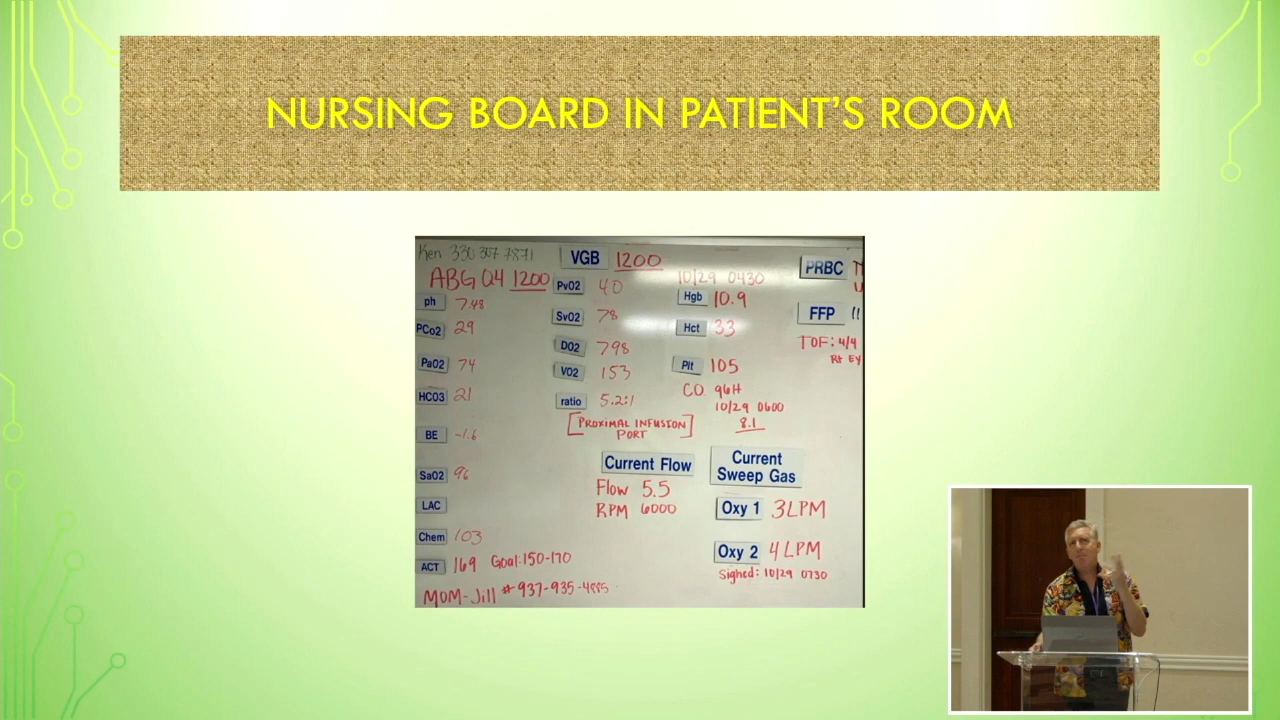 NURSING BOARD IN PATIENT'S ROOM
Ken 330 307 7871
VGB 1200
PRBC
ABG Q4 1200
10/29 0430
ph 7.48
PvO2 40
Hgb 10.9
FFP
PCo2 29
SvO2 78
Hct 33
TOF: 4/4
Rt EY
PaO2 74
DO2 798
Plt 105
VO2 153
HCO3 21
ratio 5.2:1
CO 96H
10/29 0600
8.1
BE -1.6
[PROXIMAL INFUSION
PORT]
Current Flow
Current
Sweep Gas
SaO2 96
Flow 5.5
RPM 6000
Oxy 1 3LPM
LAC
Chem 103
Oxy 2 4 LPM
ACT 169 Goal: 150-170
Sighed: 10/29 0730
MOM-Jill # 937-935-4885